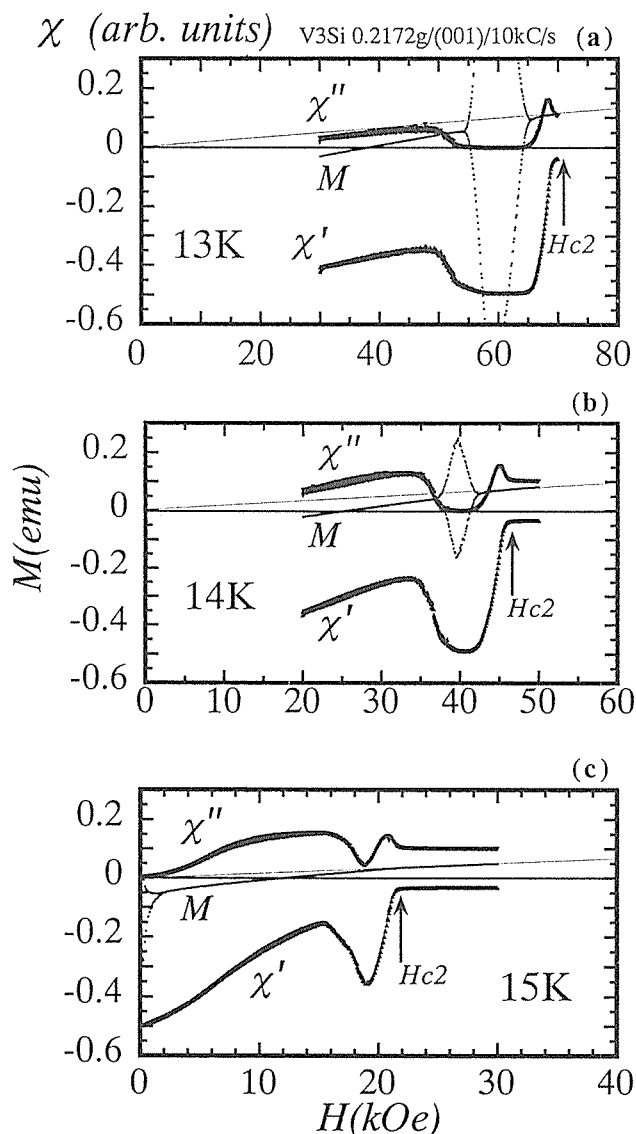 χ (arb. units) V3Si 0.2172g/(001)/10kC/s (a)
0.2
χ"
0
M
-0.2
13K
χ'
Hc2
-0.4
-0.6
0 20 40 60 80
(b)
0.2
χ"
0
M
M(emu)
-0.2
14K
χ'
Hc2
-0.4
-0.6
0 10 20 30 40 50 60
(c)
0.2
χ"
0
M
-0.2
χ'
Hc2
15K
-0.4
-0.6
0 10 20 30 40
H(kOe)